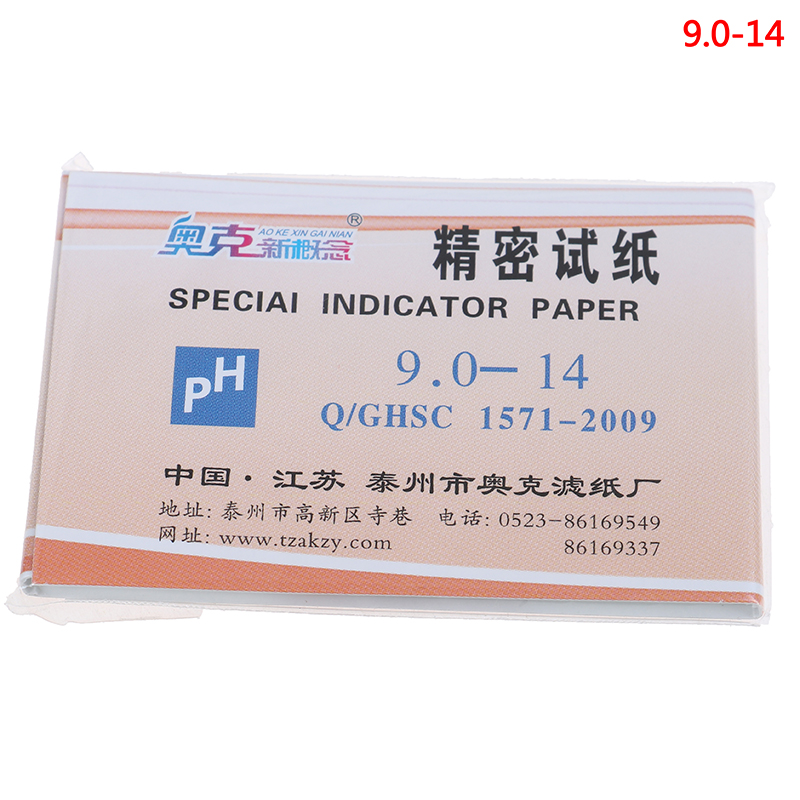 9.0-14
AO KE XIN GAI NIAN ®
奥克新概念
精密试纸
SPECIAI INDICATOR PAPER
pH
9.0-14
Q/GHSC 1571-2009
中国·江苏 泰州市奥克滤纸厂
地址: 泰州市高新区寺巷 电话: 0523-86169549
网址: www.tzakzy.com 86169337